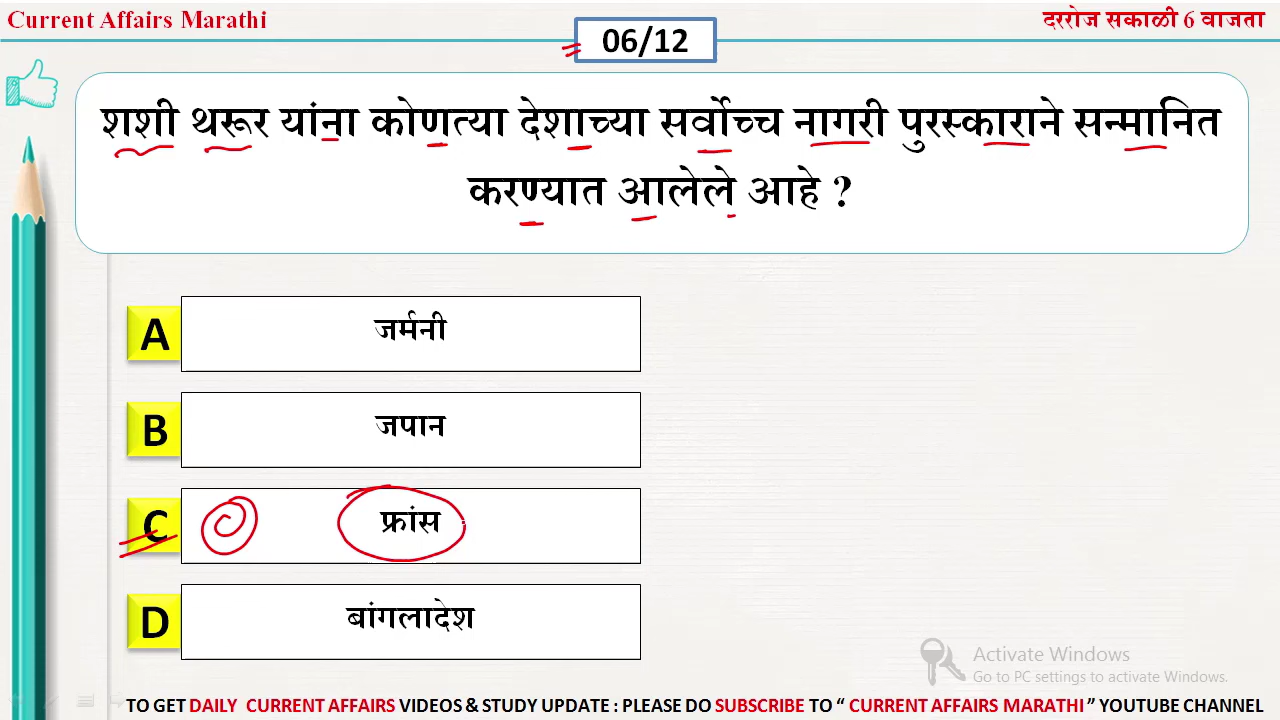 Current Affairs Marathi
दररोज सकाळी 6 वाजता
06/12
शशी थरूर यांना कोणत्या देशाच्या सर्वोच्च नागरी पुरस्काराने सन्मानित
करण्यात आलेले आहे ?
A जर्मनी
B जपान
C फ्रांस
D बांगलादेश
Activate Windows
Go to PC settings to activate Windows.
TO GET DAILY CURRENT AFFAIRS VIDEOS & STUDY UPDATE : PLEASE DO SUBSCRIBE TO “ CURRENT AFFAIRS MARATHI ” YOUTUBE CHANNEL